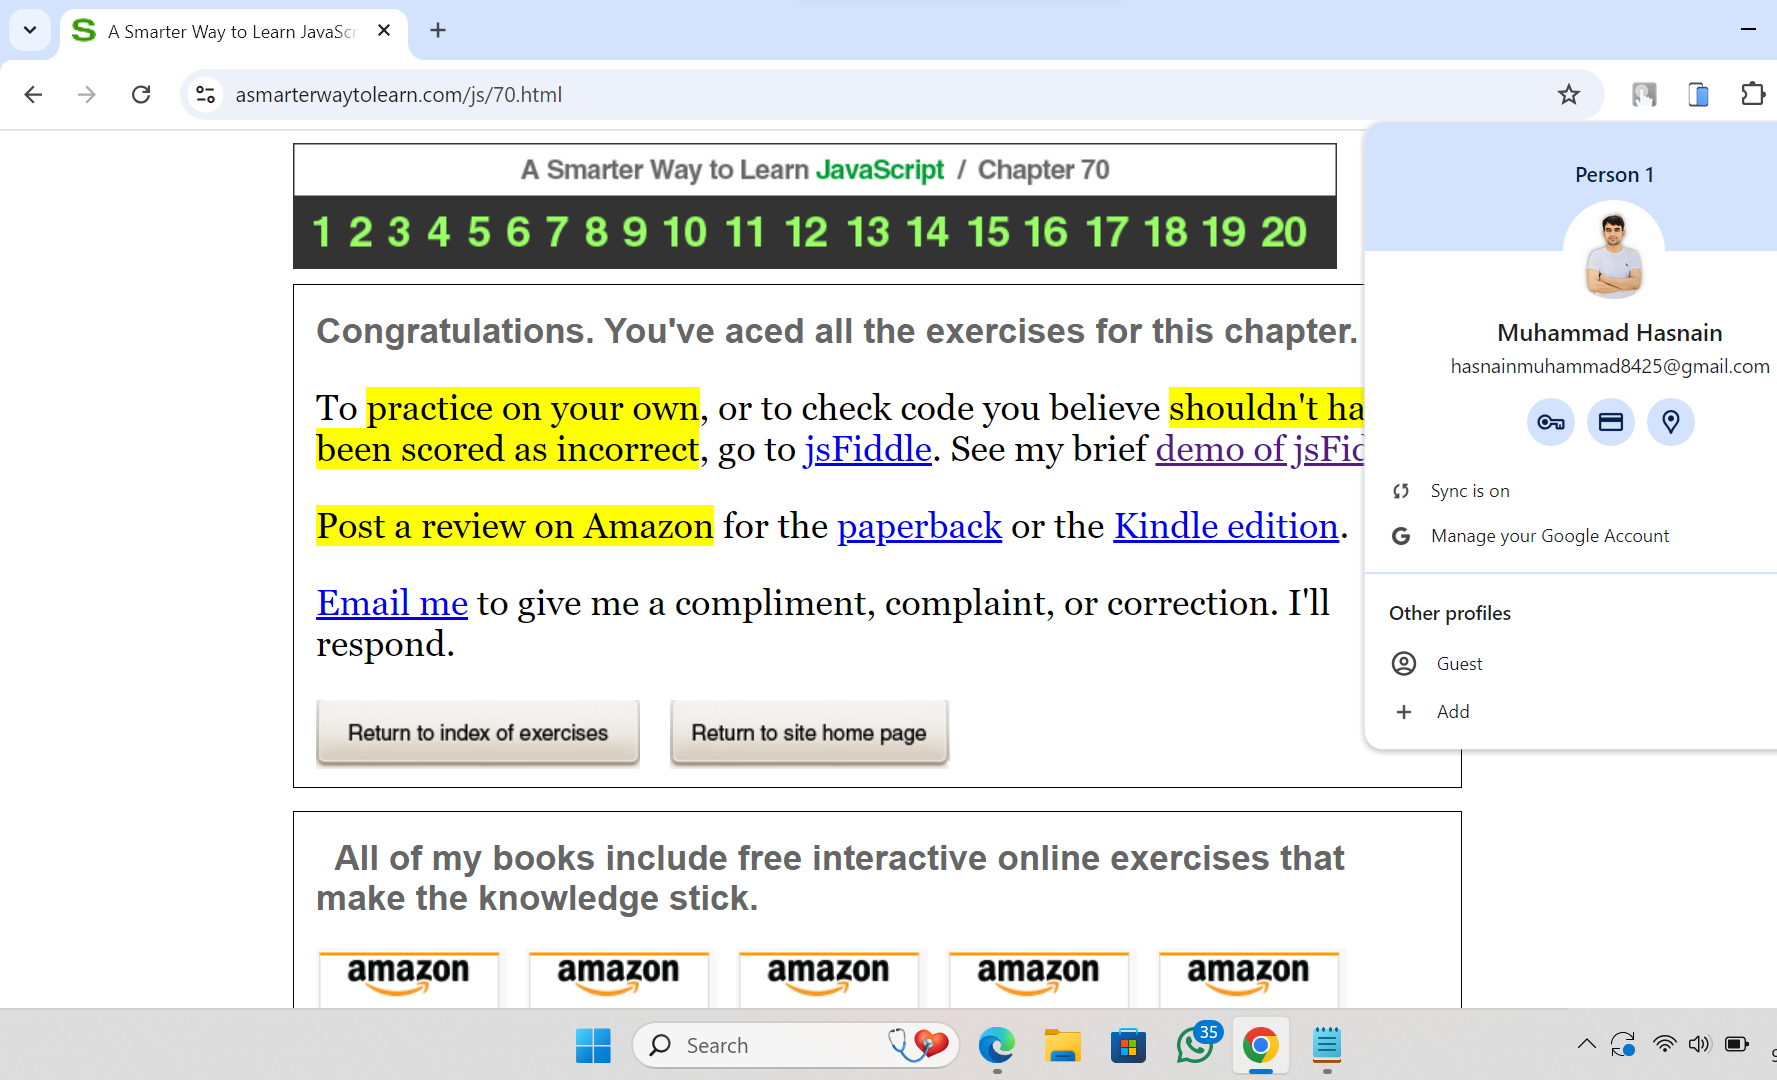 A Smarter Way to Learn JavaScr
asmarterwaytolearn.com/js/70.html
A Smarter Way to Learn JavaScript / Chapter 70
1 2 3 4 5 6 7 8 9 10 11 12 13 14 15 16 17 18 19 20
Congratulations. You've aced all the exercises for this chapter.
To practice on your own, or to check code you believe shouldn't ha
been scored as incorrect, go to jsFiddle. See my brief demo of jsFid
Post a review on Amazon for the paperback or the Kindle edition.
Email me to give me a compliment, complaint, or correction. I'll
respond.
Return to index of exercises
Return to site home page
All of my books include free interactive online exercises that
make the knowledge stick.
amazon amazon amazon amazon amazon
Person 1
Muhammad Hasnain
hasnainmuhammad8425@gmail.com
Sync is on
Manage your Google Account
Other profiles
Guest
Add
Search
35